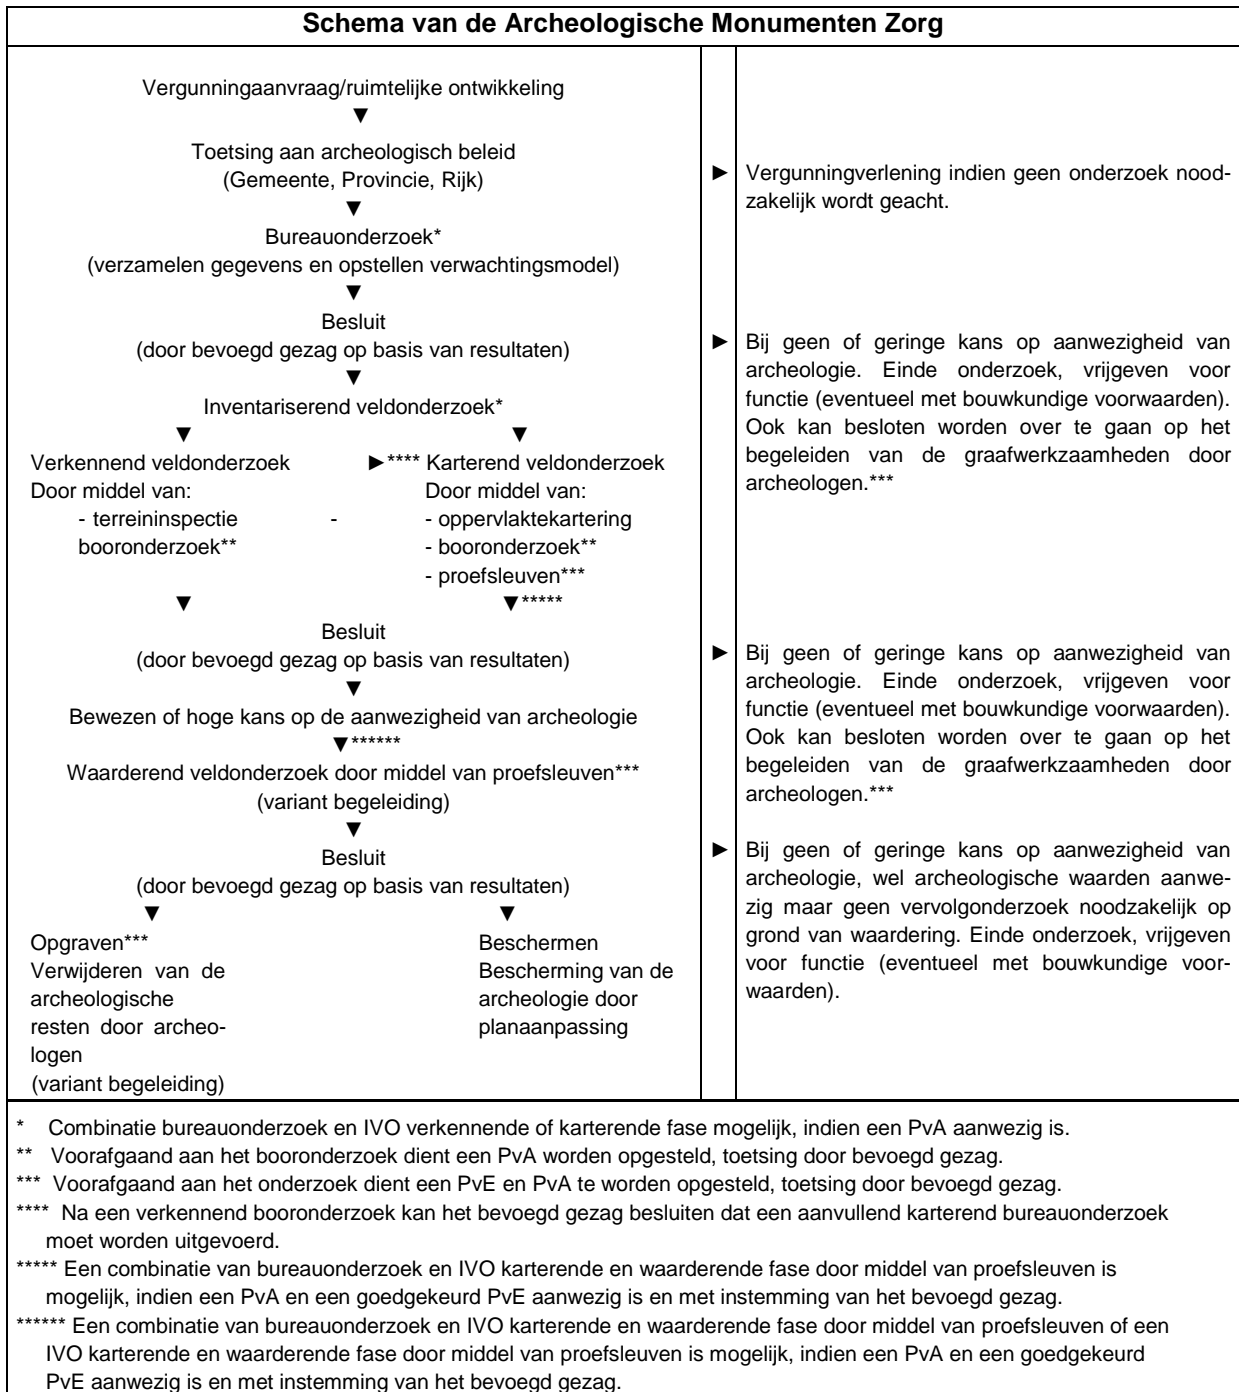 Schema van de Archeologische Monumenten Zorg
Vergunningaanvraag/ruimtelijke ontwikkeling
▼
Toetsing aan archeologisch beleid
(Gemeente, Provincie, Rijk)
▼
Bureauonderzoek*
(verzamelen gegevens en opstellen verwachtingsmodel)
▼
Besluit
(door bevoegd gezag op basis van resultaten)
▼
Inventariserend veldonderzoek*
▼ ▼
Verkennend veldonderzoek ►**** Karterend veldonderzoek
Door middel van: Door middel van:
- terreininspectie - - oppervlaktekartering
booronderzoek** - booronderzoek**
- proefsleuven***
▼ ▼*****
Besluit
(door bevoegd gezag op basis van resultaten)
▼
Bewezen of hoge kans op de aanwezigheid van archeologie
▼******
Waarderend veldonderzoek door middel van proefsleuven***
(variant begeleiding)
▼
Besluit
(door bevoegd gezag op basis van resultaten)
▼ ▼
Opgraven*** Beschermen
Verwijderen van de Bescherming van de
archeologische archeologie door
resten door archeo- planaanpassing
logen
(variant begeleiding)
► Vergunningverlening indien geen onderzoek nood-
zakelijk wordt geacht.
► Bij geen of geringe kans op aanwezigheid van
archeologie. Einde onderzoek, vrijgeven voor
functie (eventueel met bouwkundige voorwaarden).
Ook kan besloten worden over te gaan op het
begeleiden van de graafwerkzaamheden door
archeologen.***
► Bij geen of geringe kans op aanwezigheid van
archeologie. Einde onderzoek, vrijgeven voor
functie (eventueel met bouwkundige voorwaarden).
Ook kan besloten worden over te gaan op het
begeleiden van de graafwerkzaamheden door
archeologen.***
► Bij geen of geringe kans op aanwezigheid van
archeologie, wel archeologische waarden aanwe-
zig maar geen vervolgonderzoek noodzakelijk op
grond van waardering. Einde onderzoek, vrijgeven
voor functie (eventueel met bouwkundige voor-
waarden).
* Combinatie bureauonderzoek en IVO verkennende of karterende fase mogelijk, indien een PvA aanwezig is.
** Voorafgaand aan het booronderzoek dient een PvA worden opgesteld, toetsing door bevoegd gezag.
*** Voorafgaand aan het onderzoek dient een PvE en PvA te worden opgesteld, toetsing door bevoegd gezag.
**** Na een verkennend booronderzoek kan het bevoegd gezag besluiten dat een aanvullend karterend bureauonderzoek
moet worden uitgevoerd.
***** Een combinatie van bureauonderzoek en IVO karterende en waarderende fase door middel van proefsleuven is
mogelijk, indien een PvA en een goedgekeurd PvE aanwezig is en met instemming van het bevoegd gezag.
****** Een combinatie van bureauonderzoek en IVO karterende en waarderende fase door middel van proefsleuven of een
IVO karterende en waarderende fase door middel van proefsleuven is mogelijk, indien een PvA en een goedgekeurd
PvE aanwezig is en met instemming van het bevoegd gezag.